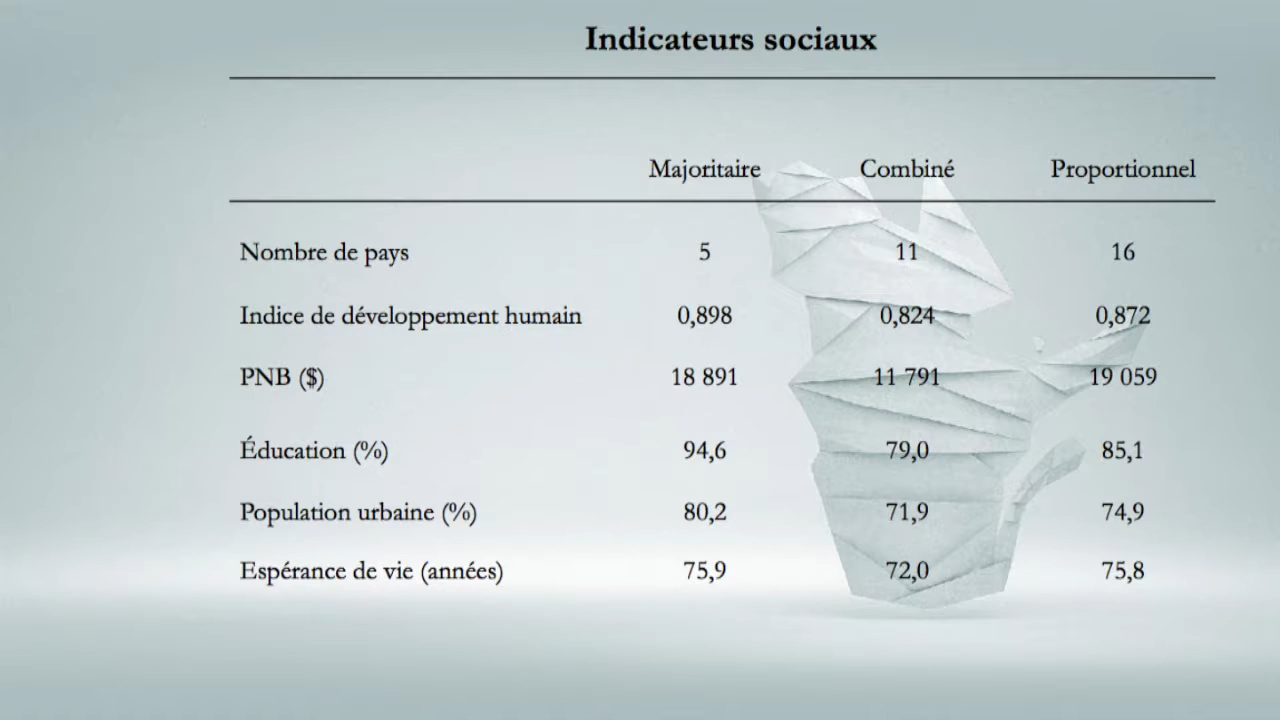 Indicateurs sociaux
Majoritaire Combiné Proportionnel
Nombre de pays 5 11 16
Indice de développement humain 0,898 0,824 0,872
PNB ($) 18 891 11 791 19 059
Éducation (%) 94,6 79,0 85,1
Population urbaine (%) 80,2 71,9 74,9
Espérance de vie (années) 75,9 72,0 75,8